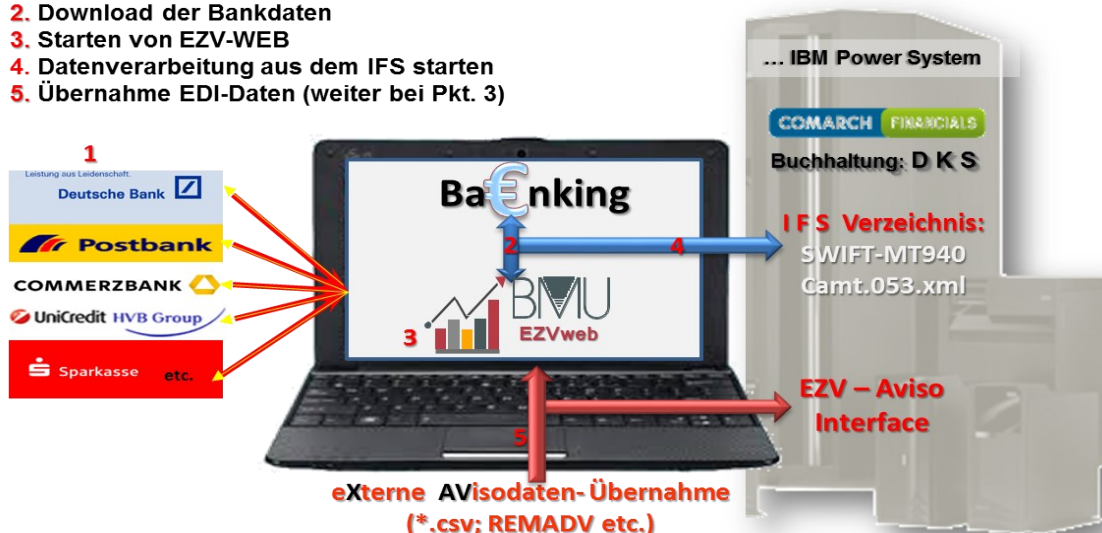 2. Download der Bankdaten
3. Starten von EZV-WEB
4. Datenverarbeitung aus dem IFS starten
5. Übernahme EDI-Daten (weiter bei Pkt. 3)
... IBM Power System
COMARCH FINANCIALS
Buchhaltung: D K S
1
Leistung aus Leidenschaft.
Deutsche Bank
Postbank
COMMERZBANK
UniCredit HVB Group
Sparkasse etc.
Ba€nking
2
4
I F S Verzeichnis:
SWIFT-MT940
Camt.053.xml
BMU
3
EZVweb
EZV – Aviso
Interface
5
eXterne AVisodaten- Übernahme
(*.csv; REMADV etc.)